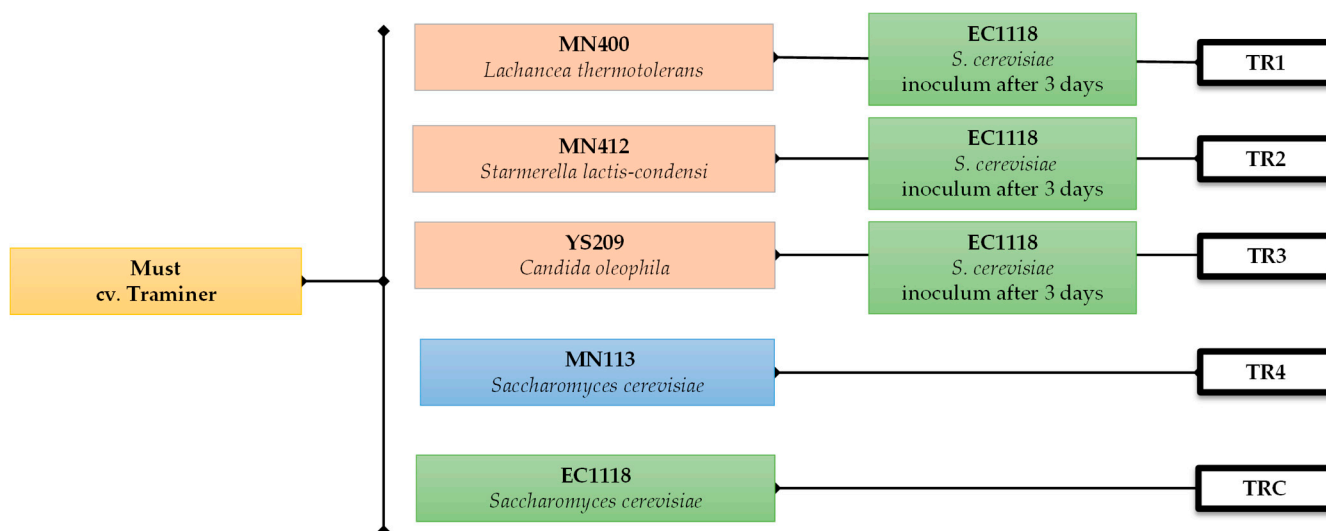 MN400
Lachancea thermotolerans
EC1118
S. cerevisiae
inoculum after 3 days
TR1
MN412
Starmerella lactis-condensi
EC1118
S. cerevisiae
inoculum after 3 days
TR2
YS209
Candida oleophila
EC1118
S. cerevisiae
inoculum after 3 days
TR3
Must
cv. Traminer
MN113
Saccharomyces cerevisiae
TR4
EC1118
Saccharomyces cerevisiae
TRC